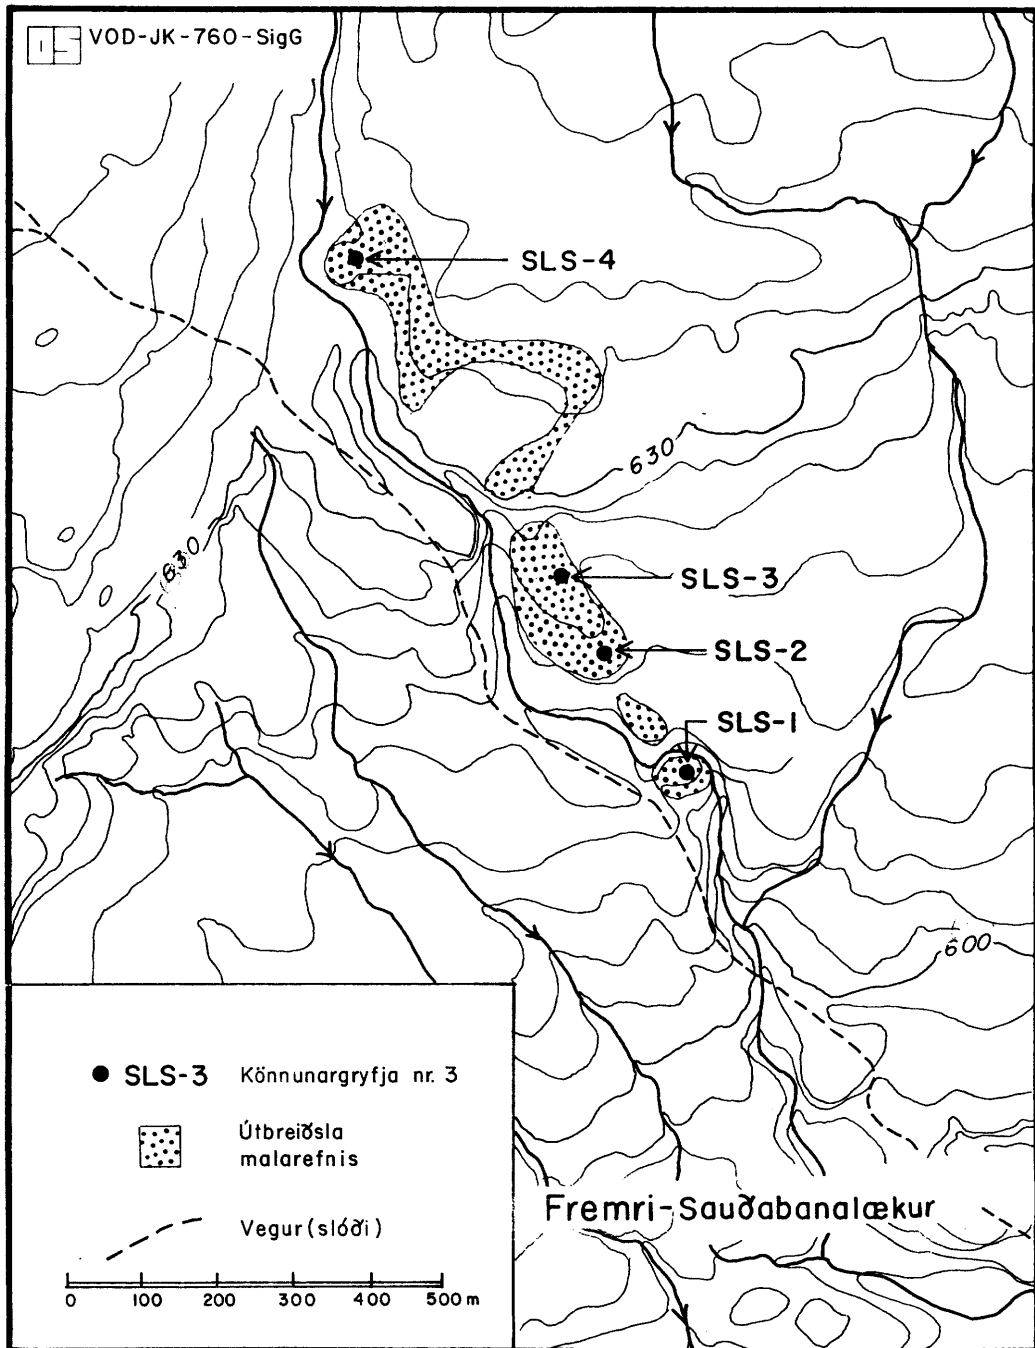 OS VOD-JK-760-SigG
SLS-4
630
630
SLS-3
SLS-2
SLS-1
600
SLS-3 Könnunargryfja nr. 3
Útbreiðsla
malarefnis
Vegur (slóði)
0 100 200 300 400 500 m
Fremri-Sauðabanalækur